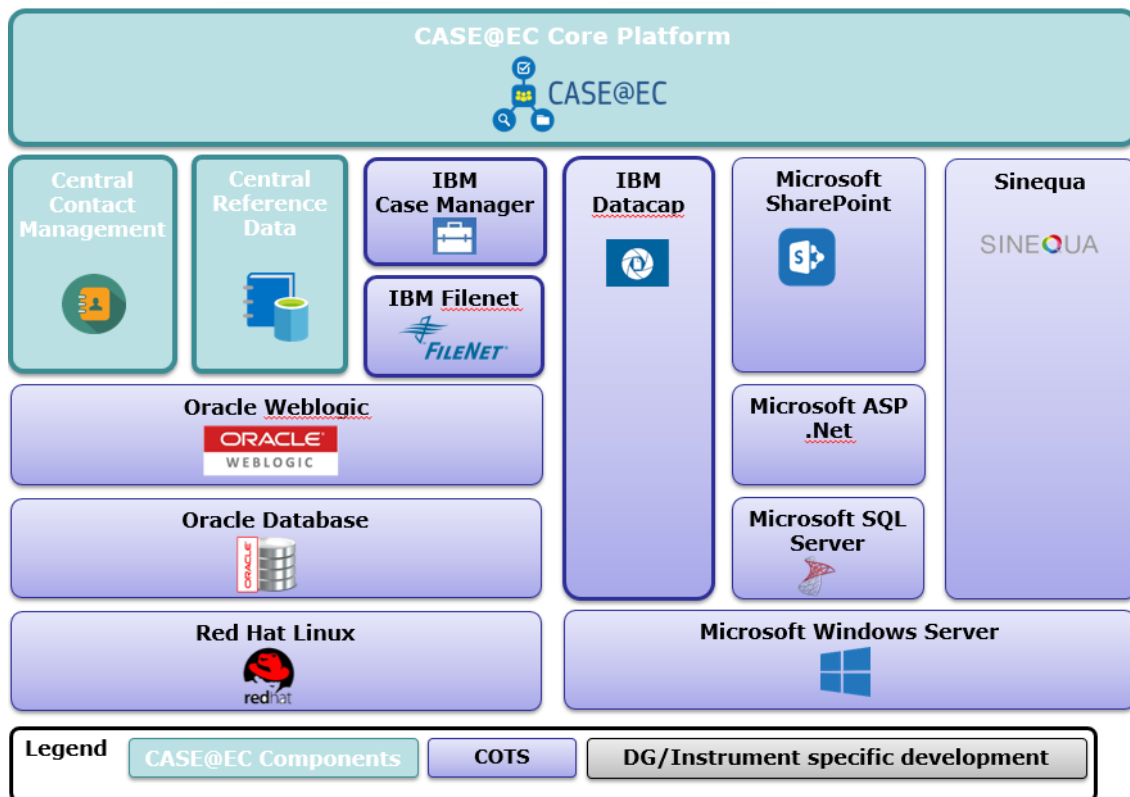 CASE@EC Core Platform
CASE@EC
Central
Contact
Management
Central
Reference
Data
IBM
Case Manager
IBM Filenet
FILENET
IBM
Datacap
Microsoft
SharePoint
S
Sinequa
SINEQUA
Oracle Weblogic
ORACLE
WEBLOGIC
Microsoft ASP
.Net
Oracle Database
ORACLE
Microsoft SQL
Server
Red Hat Linux
redhat
Microsoft Windows Server
Legend
CASE@EC Components
COTS
DG/Instrument specific development